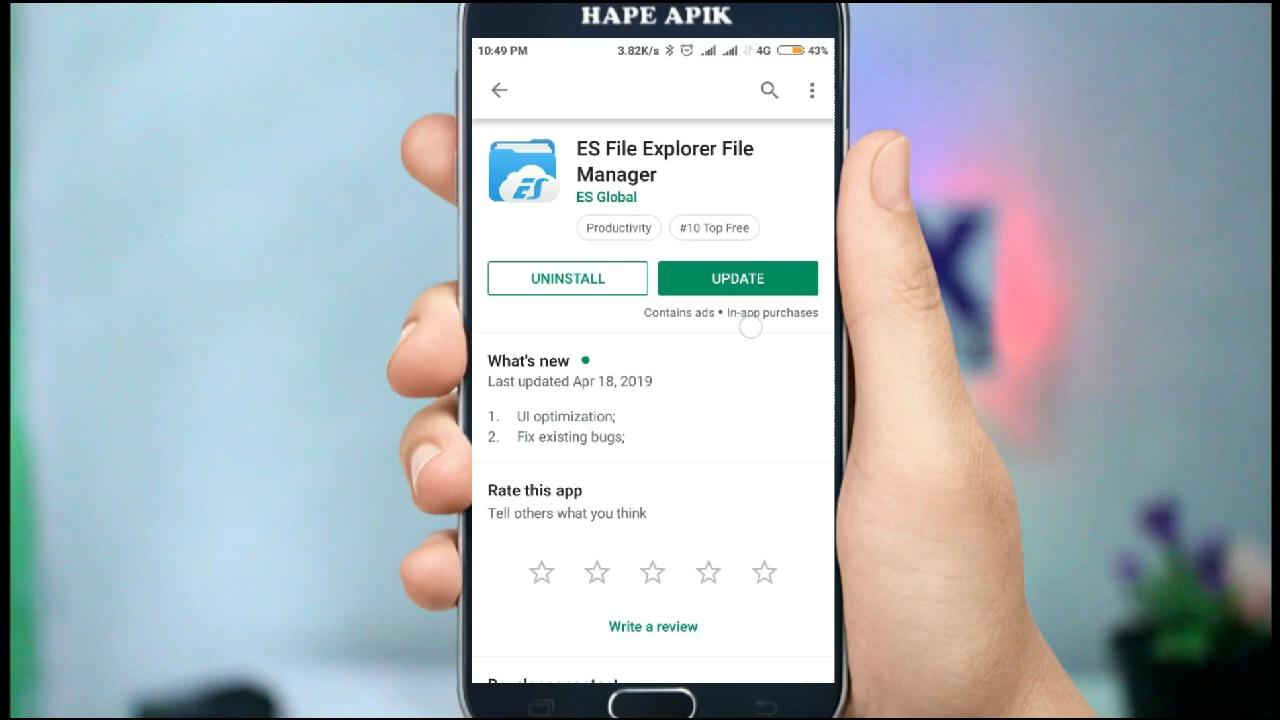 HAPE APIK
10:49 PM 3.82K/s 4G 43%
ES File Explorer File
Manager
ES Global
ES
Productivity #10 Top Free
UNINSTALL UPDATE
Contains ads • In-app purchases
What's new
Last updated Apr 18, 2019
1. UI optimization;
2. Fix existing bugs;
Rate this app
Tell others what you think
Write a review